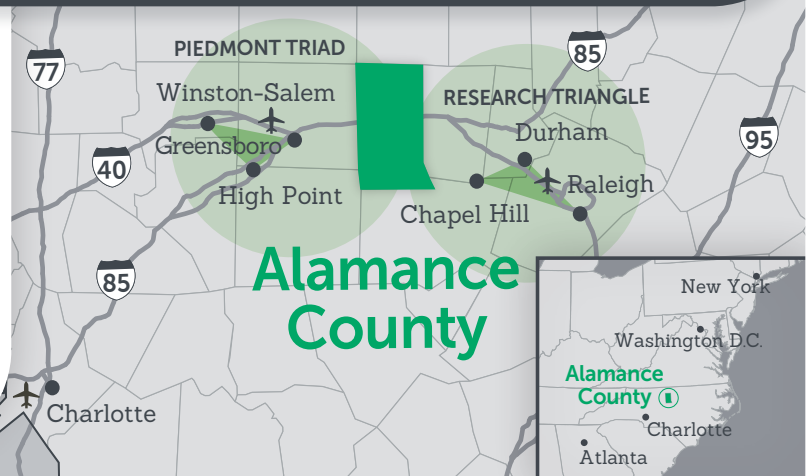 77
PIEDMONT TRIAD
85
Winston-Salem
RESEARCH TRIANGLE
Durham
95
Greensboro
40
High Point
Raleigh
Chapel Hill
85
Alamance
County
Charlotte
New York
Washington D.C.
Alamance
County
Charlotte
Atlanta